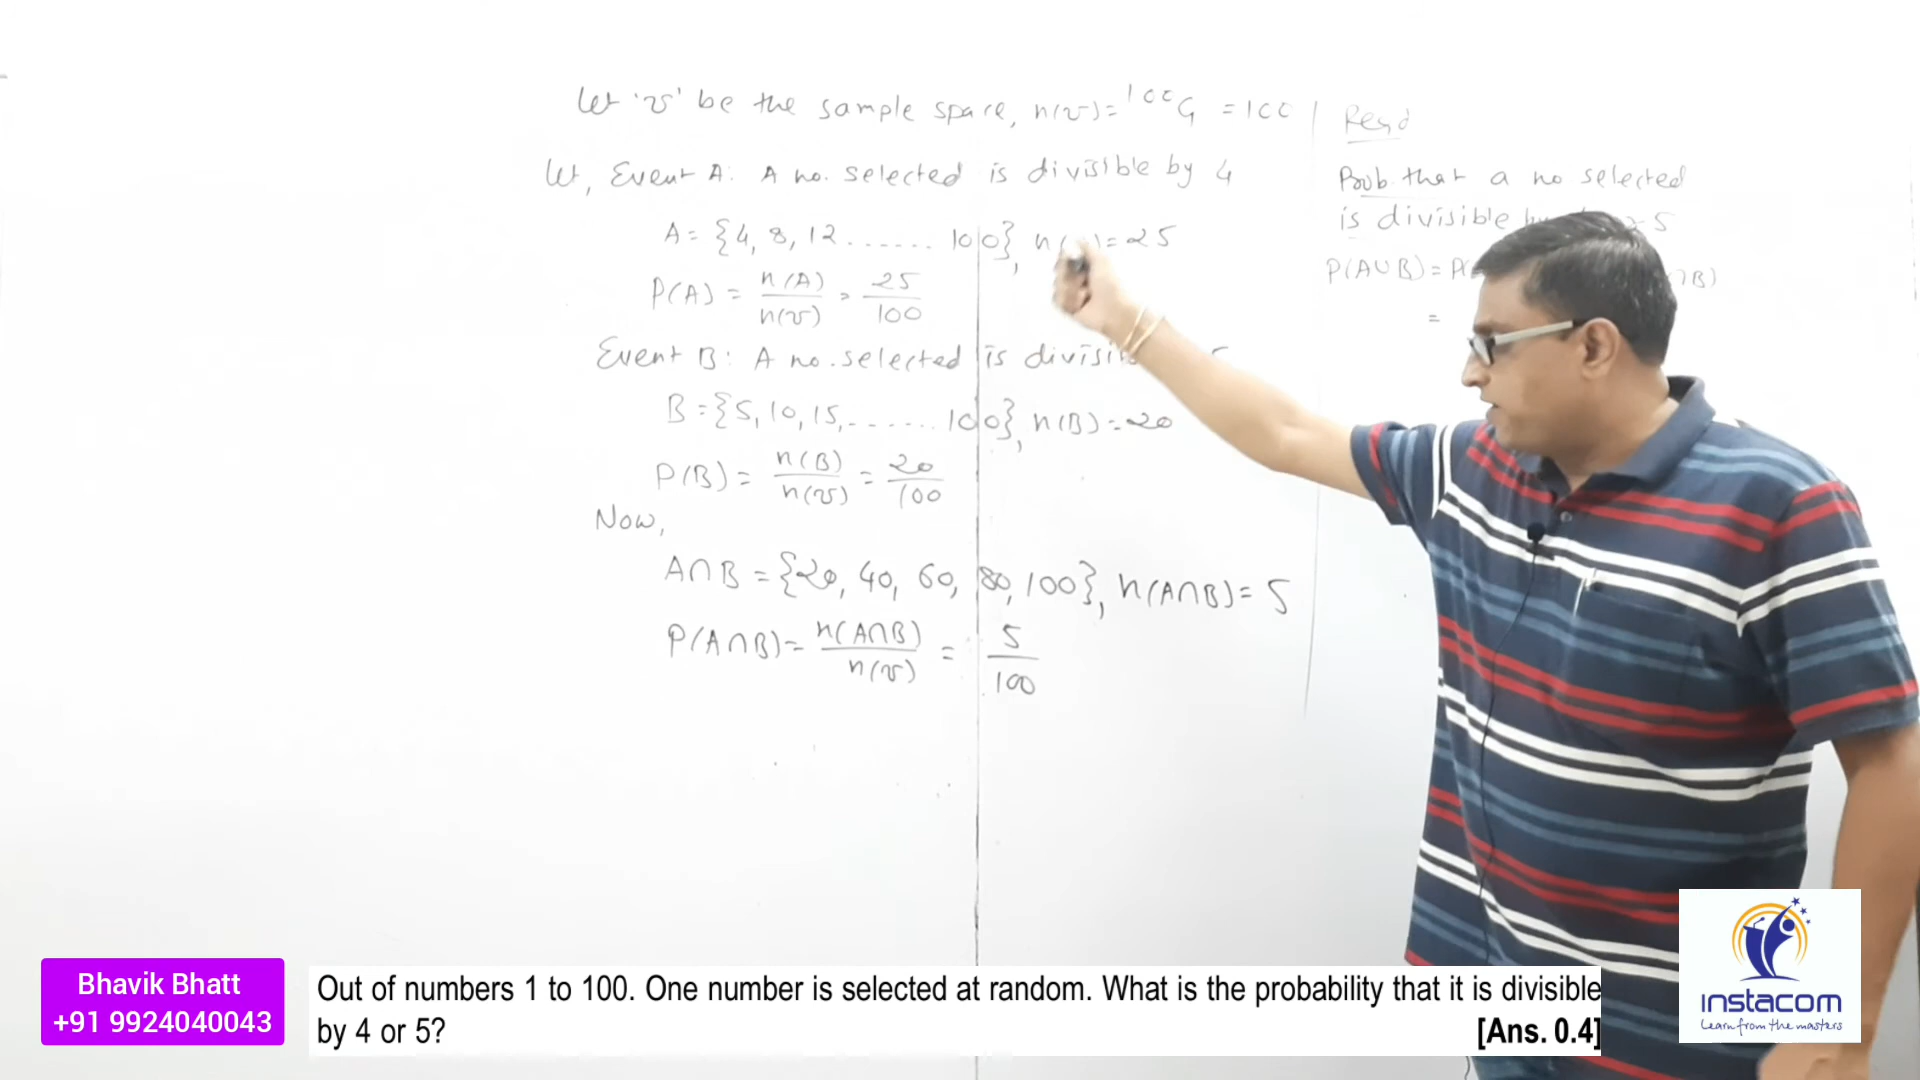 Let 'U' be the sample space, n(U) = ¹⁰⁰C₁ = 100
Let, Event A: A no. selected is divisible by 4
A = {4, 8, 12 ....... 100}, n( ) = 25
P(A) = n(A)/n(U) = 25/100
Event B: A no. selected is
B = {5, 10, 15, ....... 100}, n(B) = 20
P(B) = n(B)/n(U) = 20/100
Now,
A∩B = {20, 40, 60, 80, 100}, n(A∩B) = 5
P(A∩B) = n(A∩B)/n(U) = 5/100
Reqd
Prob. that a no selected
is divisible 5
P(A∪B) = P( ∩B)
=
Bhavik Bhatt
+91 9924040043
Out of numbers 1 to 100. One number is selected at random. What is the probability that it is divisible
by 4 or 5? [Ans. 0.4]
instacom
Learn from the masters